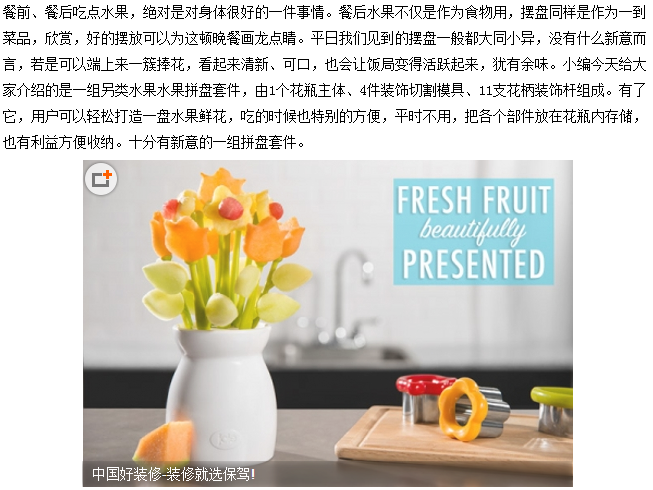 餐前、餐后吃点水果，绝对是对身体很好的一件事情。餐后水果不仅是作为食物用，摆盘同样是作为一到
菜品，欣赏，好的摆放可以为这顿晚餐画龙点睛。平日我们见到的摆盘一般都大同小异，没有什么新意而
言，若是可以端上来一簇捧花，看起来清新、可口，也会让饭局变得活跃起来，犹有余味。小编今天给大
家介绍的是一组另类水果水果拼盘套件，由1个花瓶主体、4件装饰切割模具、11支花柄装饰杆组成。有了
它，用户可以轻松打造一盘水果鲜花，吃的时候也特别的方便，平时不用，把各个部件放在花瓶内存储，
也有利益方便收纳。十分有新意的一组拼盘套件。
FRESH FRUIT
beautifully
PRESENTED
中国好装修-装修就选保驾!